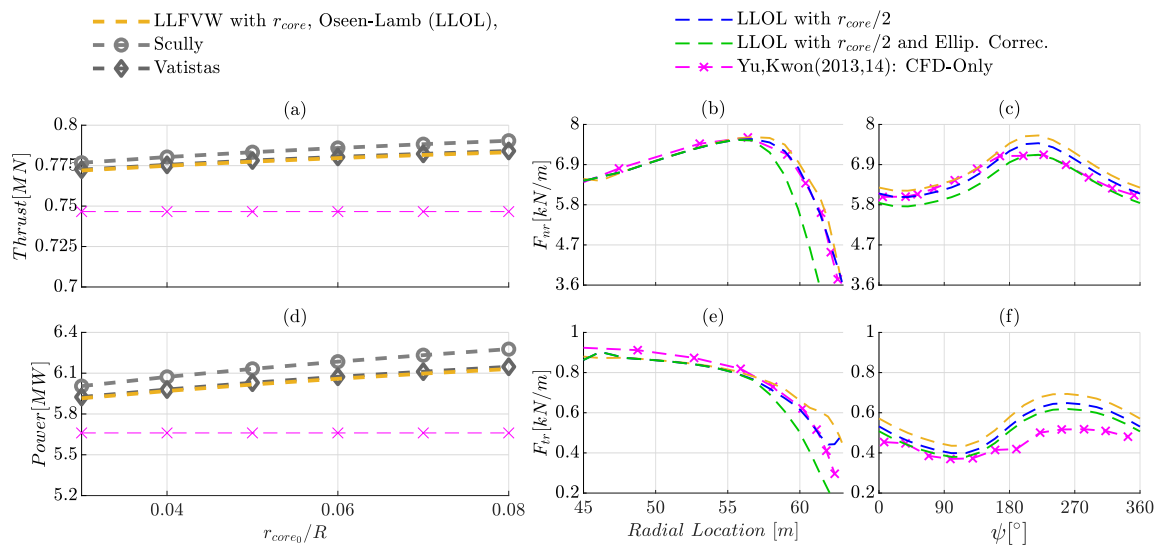 LLFVW with r_core, Oseen-Lamb (LLOL),
Scully
Vatistas
LLOL with r_core/2
LLOL with r_core/2 and Ellip. Correc.
Yu,Kwon(2013,14): CFD-Only
(a)
(b)
(c)
Thrust[MN]
0.8
0.775
0.75
0.725
0.7
F_nr[kN/m]
8
6.9
5.8
4.7
3.6
8
6.9
5.8
4.7
3.6
(d)
(e)
(f)
Power[MW]
6.4
6.1
5.8
5.5
5.2
0.04
0.06
0.08
r_core_0/R
F_tr[kN/m]
1
0.8
0.6
0.4
0.2
45
50
55
60
Radial Location [m]
1
0.8
0.6
0.4
0.2
0
90
180
270
360
ψ[°]